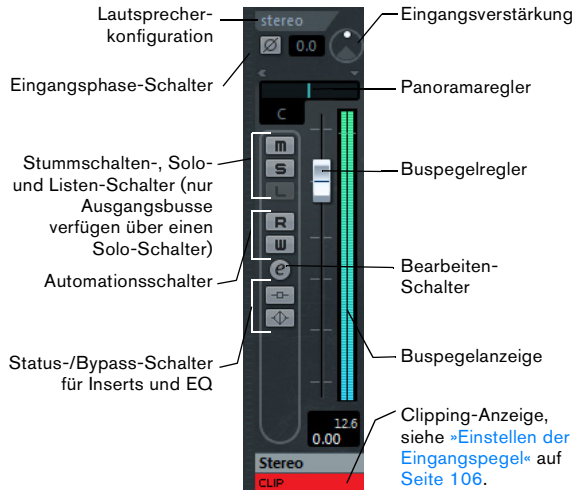 Lautsprecher-
konfiguration
Eingangsphase-Schalter
Stummschalten-, Solo-
und Listen-Schalter (nur
Ausgangsbusse
verfügen über einen
Solo-Schalter)
Automationsschalter
Status-/Bypass-Schalter
für Inserts und EQ
stereo
0.0
C
m
S
L
R
W
e
12.6
0.00
Stereo
CLIP
Eingangsverstärkung
Panoramaregler
Buspegelregler
Bearbeiten-
Schalter
Buspegelanzeige
Clipping-Anzeige,
siehe »Einstellen der
Eingangspegel« auf
Seite 106.